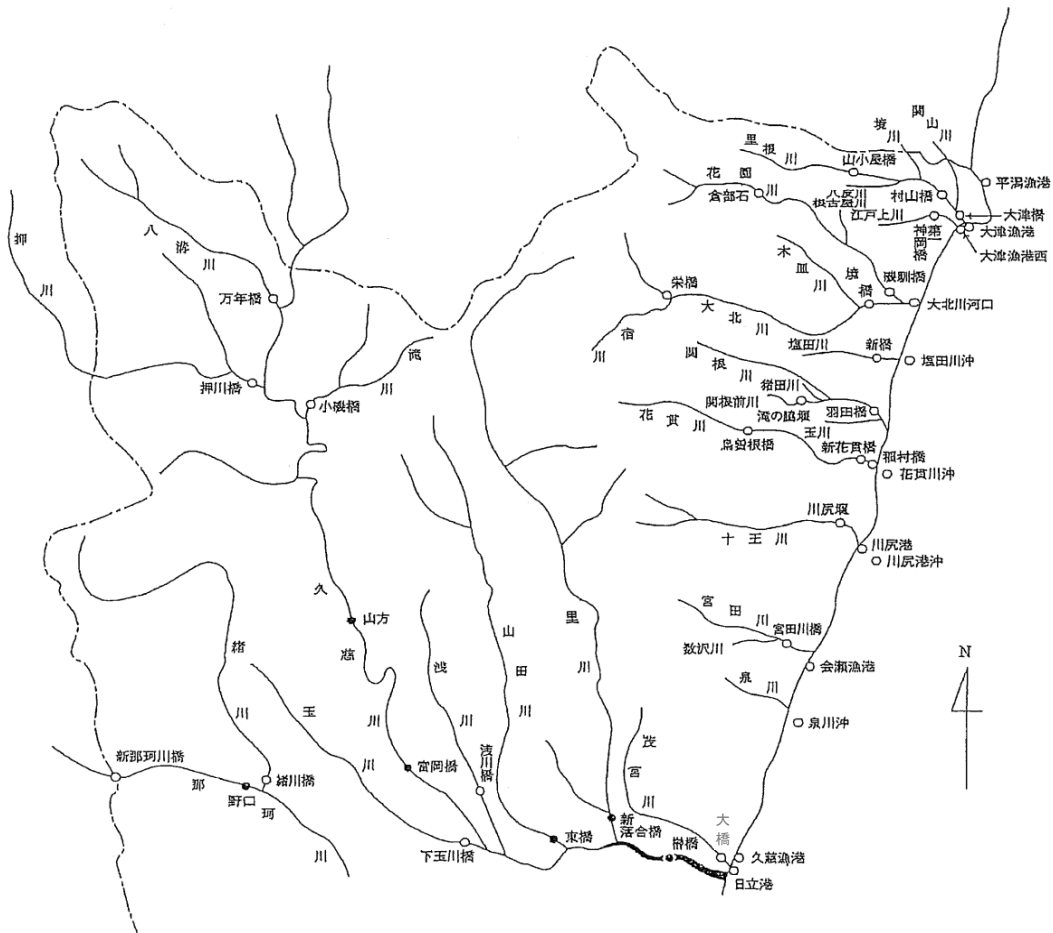 関山川
境川
里根川
山小屋橋
平潟漁港
花園川
倉部石
村山橋
根古屋川
江戸上川
大津橋
大津漁港
大津漁港西
押川
八溝川
万年橋
木皿川
境橋
磯馴橋
大北川河口
栄橋
大北川
宿川
塩田川
新橋
塩田川沖
押川橋
小磯橋
滝川
関根川
猪田川
関根前川
滝の脇堰
羽田橋
花貫川
鳥曽根橋
玉川
新花貫橋
稲村橋
花貫川沖
川尻堰
十王川
川尻港
川尻港沖
久慈川
山方
宮田川
宮田川橋
数沢川
会瀬漁港
泉川
泉川沖
N
緒川
玉川
浅川
山田川
里川
茂宮川
新那珂川橋
那珂川
野口
緒川橋
富岡橋
浅川橋
下玉川橋
東橋
新落合橋
榊橋
大橋
久慈漁港
日立港